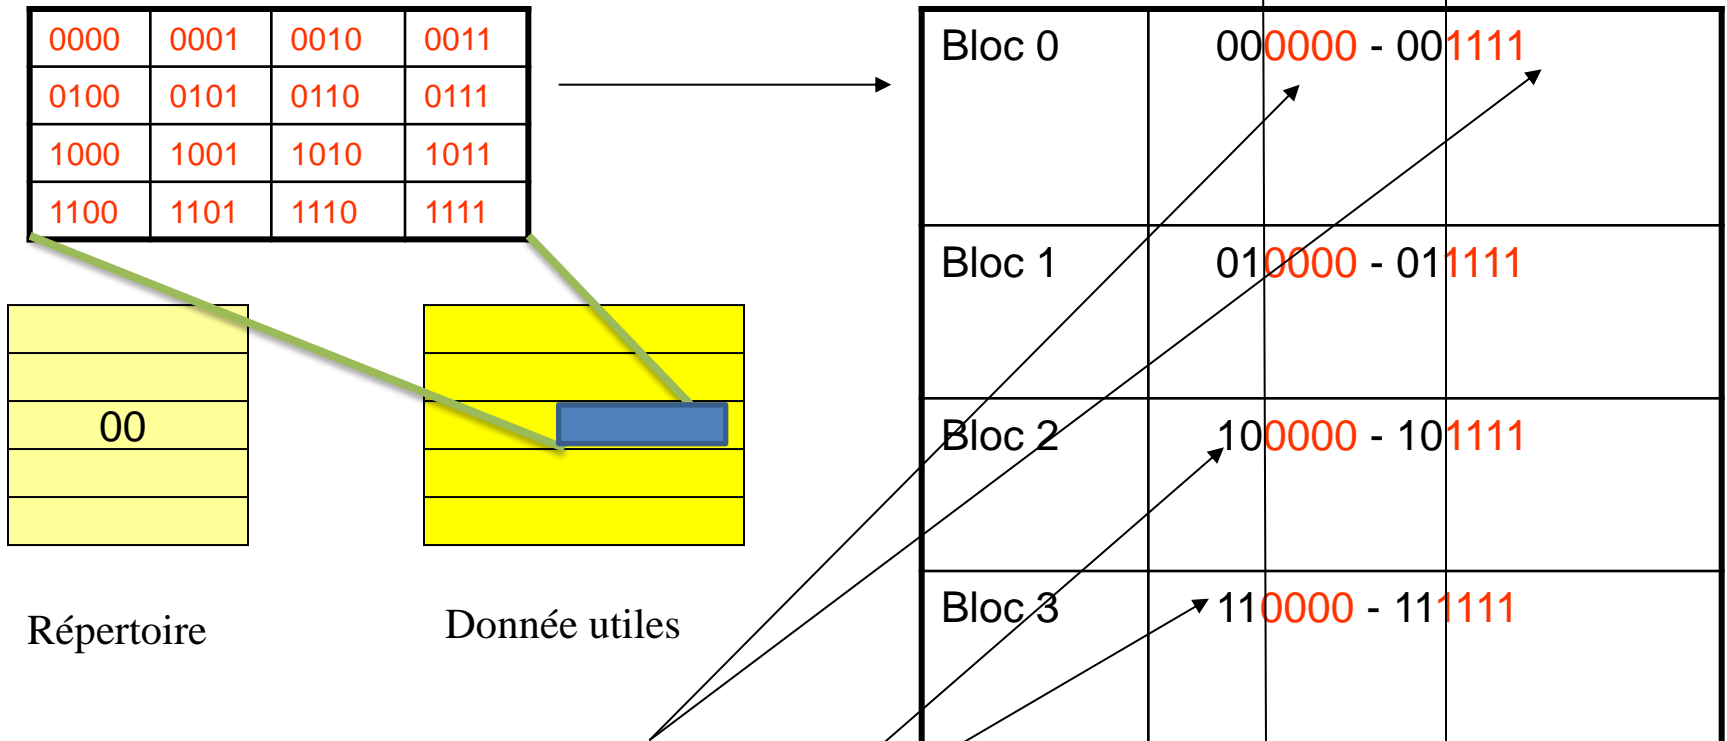 0000 0001 0010 0011
0100 0101 0110 0111
1000 1001 1010 1011
1100 1101 1110 1111
00
Répertoire
Donnée utiles
Bloc 0 000000 - 001111
Bloc 1 010000 - 011111
Bloc 2 100000 - 101111
Bloc 3 110000 - 111111